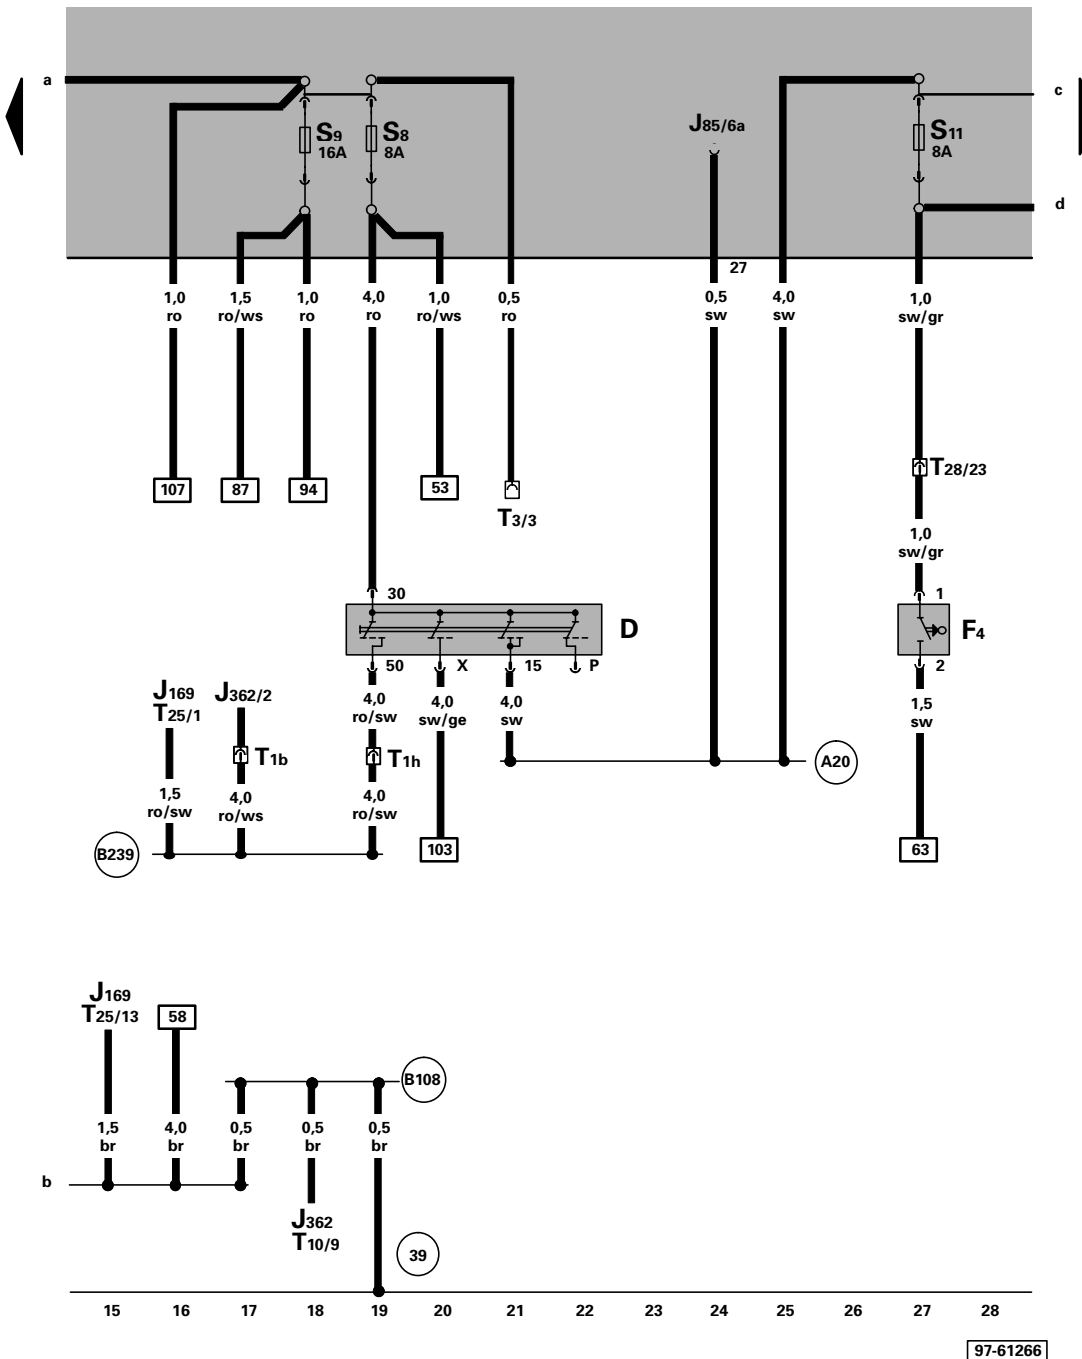 a
c
d
S9
16A
S8
8A
J85/6a
S11
8A
27
1,0
ro
1,5
ro/ws
1,0
ro
4,0
ro
1,0
ro/ws
0,5
ro
0,5
sw
4,0
sw
1,0
sw/gr
107
87
94
53
T3/3
T28/23
1,0
sw/gr
30
1
D
F4
50
X
15
P
2
J169
T25/1
J362/2
4,0
ro/sw
4,0
sw/ge
4,0
sw
1,5
sw
T1b
T1h
A20
1,5
ro/sw
4,0
ro/ws
4,0
ro/sw
B239
103
63
J169
T25/13
58
B108
1,5
br
4,0
br
0,5
br
0,5
br
0,5
br
b
J362
T10/9
39
15 16 17 18 19 20 21 22 23 24 25 26 27 28
97-61266